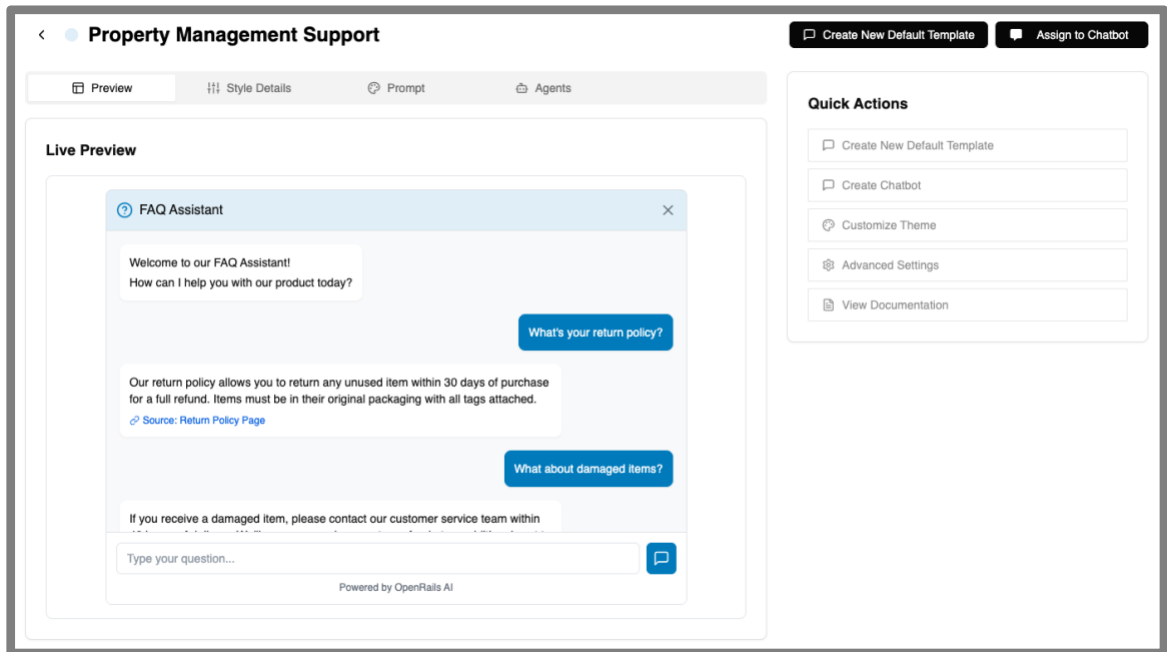 Property Management Support
Create New Default Template
Assign to Chatbot
Preview
Style Details
Prompt
Agents
Live Preview
FAQ Assistant
Welcome to our FAQ Assistant!
How can I help you with our product today?
What's your return policy?
Our return policy allows you to return any unused item within 30 days of purchase
for a full refund. Items must be in their original packaging with all tags attached.
Source: Return Policy Page
What about damaged items?
If you receive a damaged item, please contact our customer service team within
Type your question...
Powered by OpenRails AI
Quick Actions
Create New Default Template
Create Chatbot
Customize Theme
Advanced Settings
View Documentation